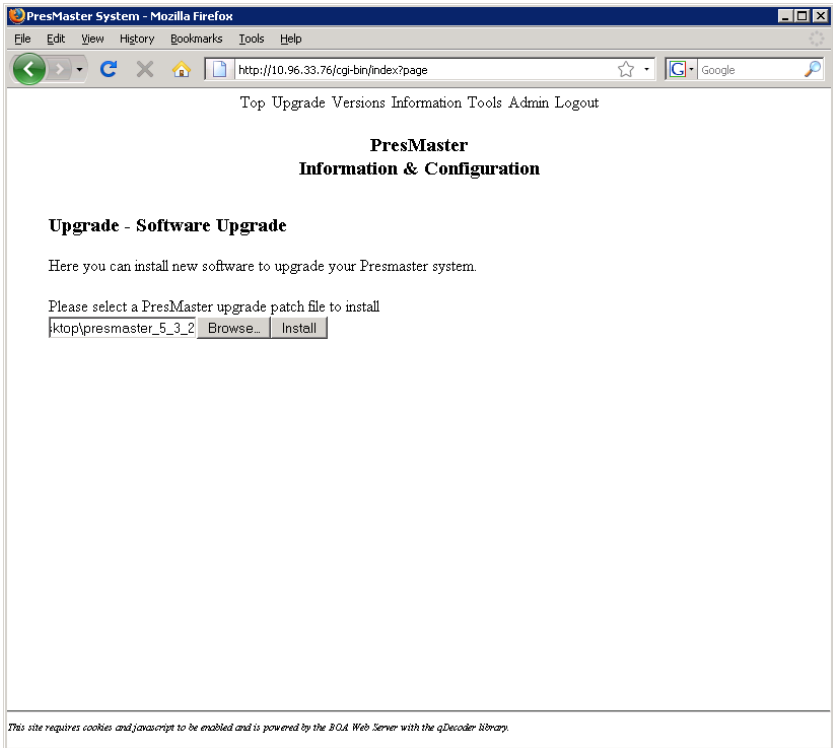 PresMaster System - Mozilla Firefox
File Edit View History Bookmarks Tools Help
http://10.96.33.76/cgi-bin/index?page
G Google
Top Upgrade Versions Information Tools Admin Logout
PresMaster
Information & Configuration
Upgrade - Software Upgrade
Here you can install new software to upgrade your Presmaster system.
Please select a PresMaster upgrade patch file to install
ktop\presmaster_5_3_2 Browse... Install
This site requires cookies and javascript to be enabled and is powered by the BOA Web Server with the qDecoder library.